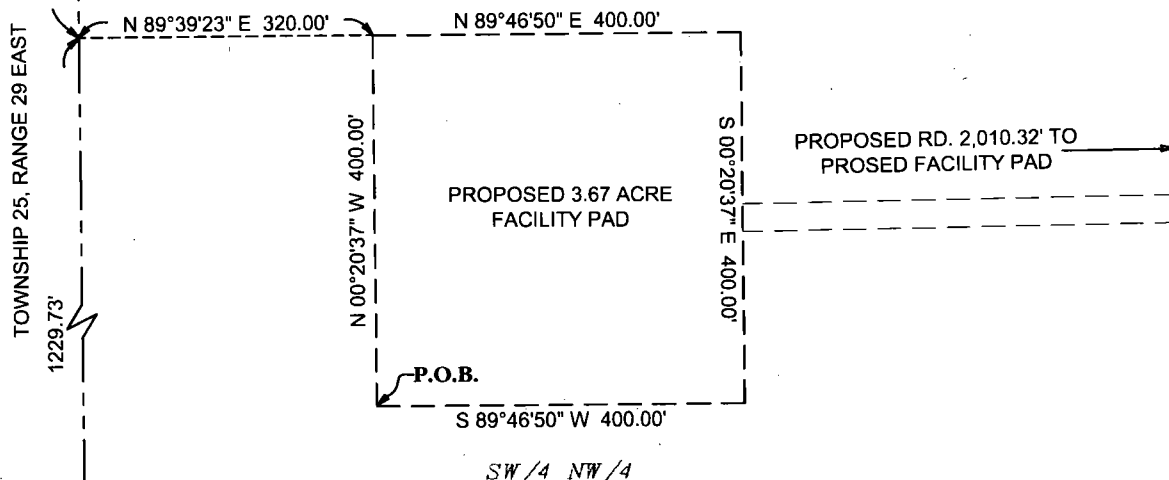 N 89°39'23" E 320.00'
N 89°46'50" E 400.00'
TOWNSHIP 25, RANGE 29 EAST
1229.73'
N 00°20'37" W 400.00'
PROPOSED 3.67 ACRE
FACILITY PAD
S 00°20'37" E 400.00'
PROPOSED RD. 2,010.32' TO
PROSED FACILITY PAD
P.O.B.
S 89°46'50" W 400.00'
SW/4 NW/4